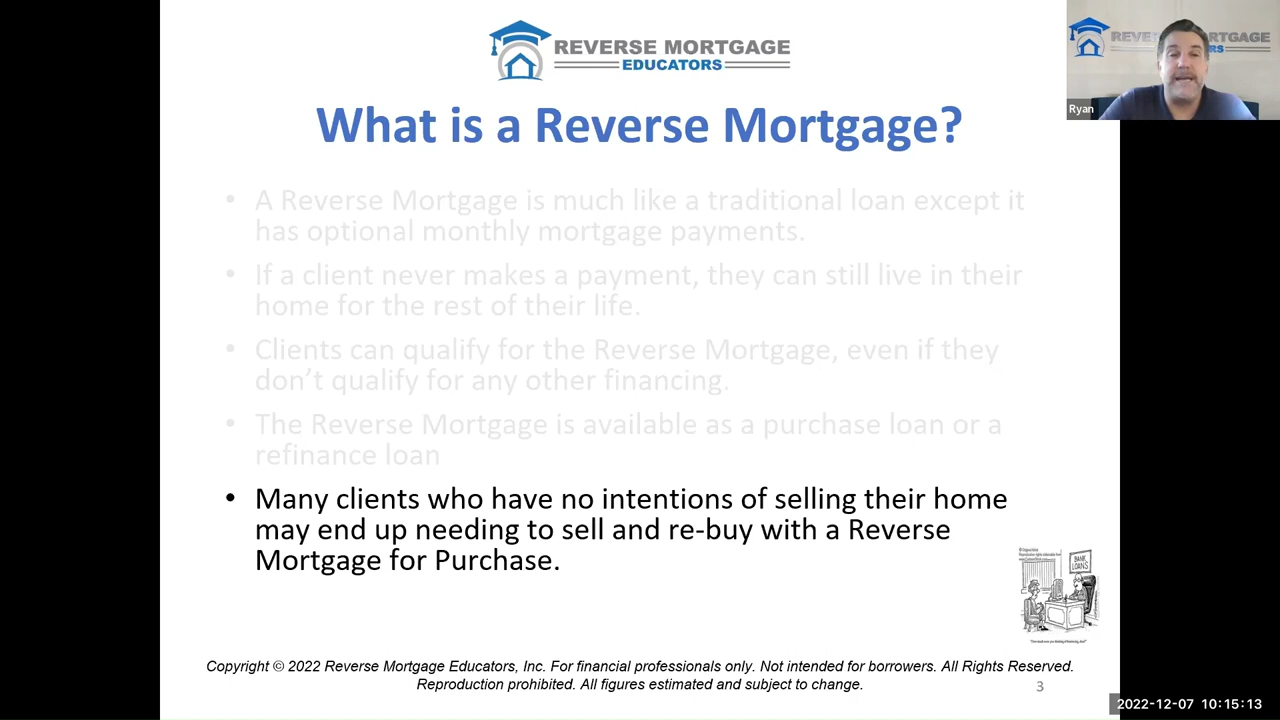 REVERSE MORTGAGE
EDUCATORS
What is a Reverse Mortgage?
• A Reverse Mortgage is much like a traditional loan except it
has optional monthly mortgage payments.
• If a client never makes a payment, they can still live in their
home for the rest of their life.
• Clients can qualify for the Reverse Mortgage, even if they
don’t qualify for any other financing.
• The Reverse Mortgage is available as a purchase loan or a
refinance loan
• Many clients who have no intentions of selling their home
may end up needing to sell and re-buy with a Reverse
Mortgage for Purchase.
BANK
LOANS
Copyright © 2022 Reverse Mortgage Educators, Inc. For financial professionals only. Not intended for borrowers. All Rights Reserved.
Reproduction prohibited. All figures estimated and subject to change.
3
Ryan
2022-12-07 10:15:13